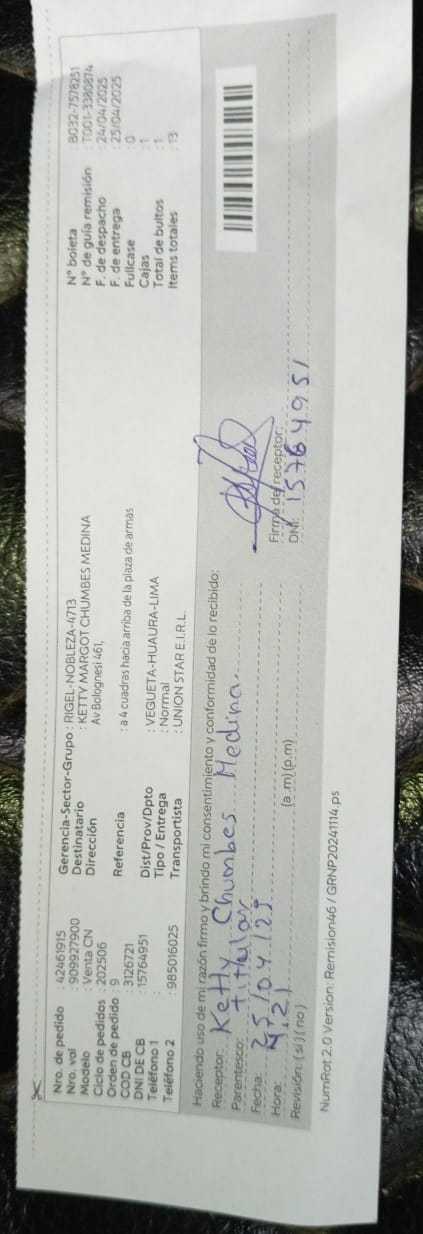 Nro. de pedido : 42461915
Nro. val : 909927900
Modelo : Venta CN
Ciclo de pedidos : 202506
Orden de pedido : 9
COD CB : 3126721
DNI DE CB : 15764951
Teléfono 1 :
Teléfono 2 : 985016025
Gerencia-Sector-Grupo : RIGEL-NOBLEZA-4713
Destinatario : KETTY MARGOT CHUMBES MEDINA
Dirección Av Bolognesi 461,
Referencia : a 4 cuadras hacia arriba de la plaza de armas
Dist/Prov/Dpto : VEGUETA-HUAURA-LIMA
Tipo / Entrega : Normal
Transportista : UNION STAR E.I.R.L.
N° boleta : B032-7578251
N° de guía remisión : T001-3380874
F. de despacho : 24/04/2025
F. de entrega : 25/04/2025
Fullcase : 0
Cajas : 1
Total de bultos : 1
Items totales : 13
Haciendo uso de mi razón firmo y brindo mi consentimiento y conformidad de lo recibido:
Receptor: Ketty Chumbes Medina.
Parentesco: titular
Fecha: 25/04/25
Hora: (a .m) (p.m)
Revisión: ( si ) ( no )
Firma del receptor:
DNI: 15764951
NumRot 2.0 Version: Remision46 / GRNP20241114.ps